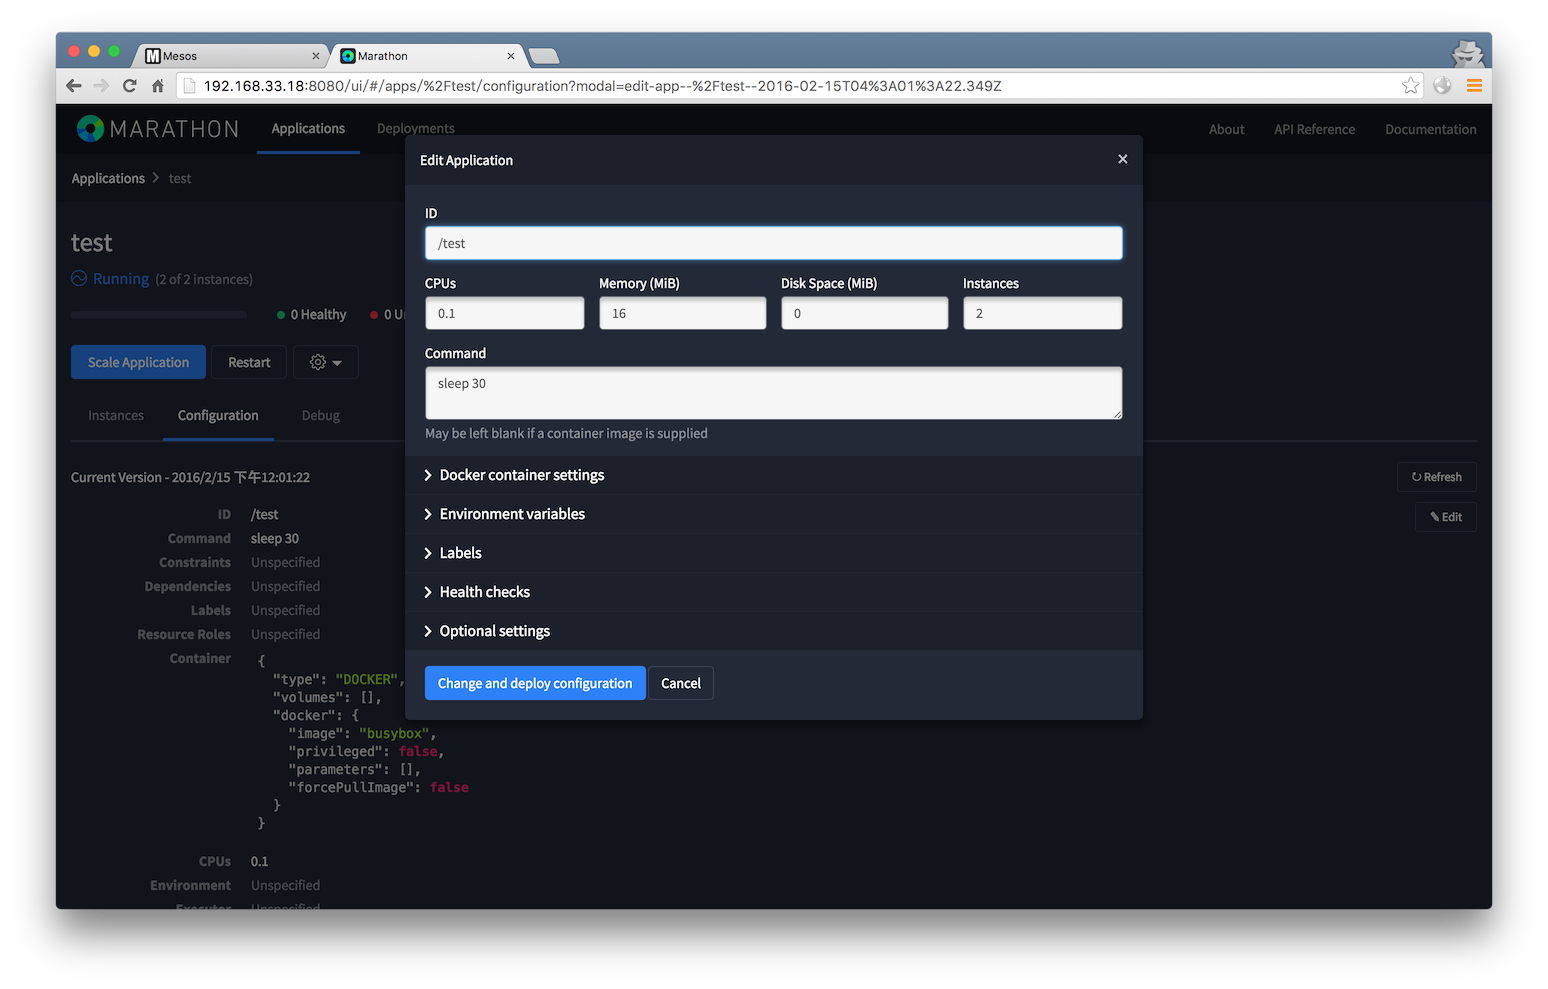 Mesos
Marathon
192.168.33.18:8080/ui/#/apps/%2Ftest/configuration?modal=edit-app--%2Ftest--2016-02-15T04%3A01%3A22.349Z
MARATHON
Applications
Deployments
About
API Reference
Documentation
Applications > test
test
Running (2 of 2 instances)
0 Healthy
0 U
Scale Application
Restart
Instances
Configuration
Debug
Current Version - 2016/2/15 下午12:01:22
Refresh
Edit
ID /test
Command sleep 30
Constraints Unspecified
Dependencies Unspecified
Labels Unspecified
Resource Roles Unspecified
Container {
"type": "DOCKER",
"volumes": [],
"docker": {
"image": "busybox",
"privileged": false,
"parameters": [],
"forcePullImage": false
}
}
CPUs 0.1
Environment Unspecified
Executor Unspecified
Edit Application
ID
/test
CPUs
Memory (MiB)
Disk Space (MiB)
Instances
0.1
16
0
2
Command
sleep 30
May be left blank if a container image is supplied
Docker container settings
Environment variables
Labels
Health checks
Optional settings
Change and deploy configuration
Cancel